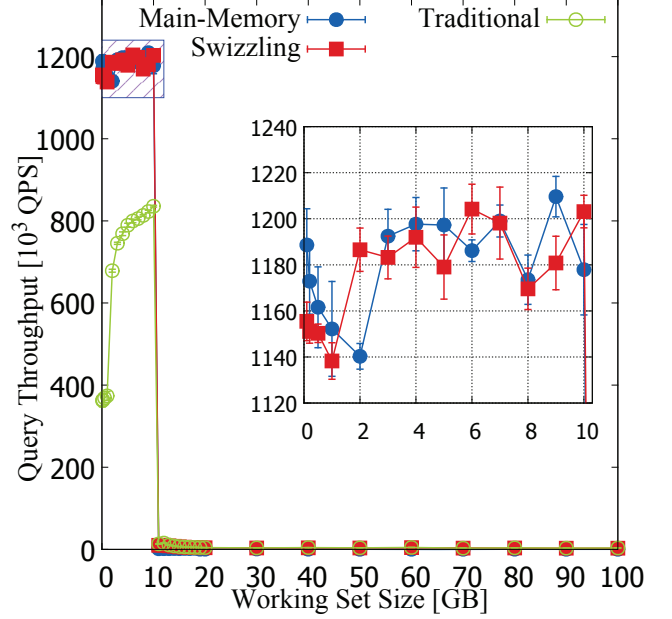 Main-Memory
Traditional
Swizzling
Query Throughput [10³ QPS]
1200
1000
800
600
400
200
0
1240
1220
1200
1180
1160
1140
1120
0 2 4 6 8 10
0 10 20 30 40 50 60 70 80 90 100
Working Set Size [GB]